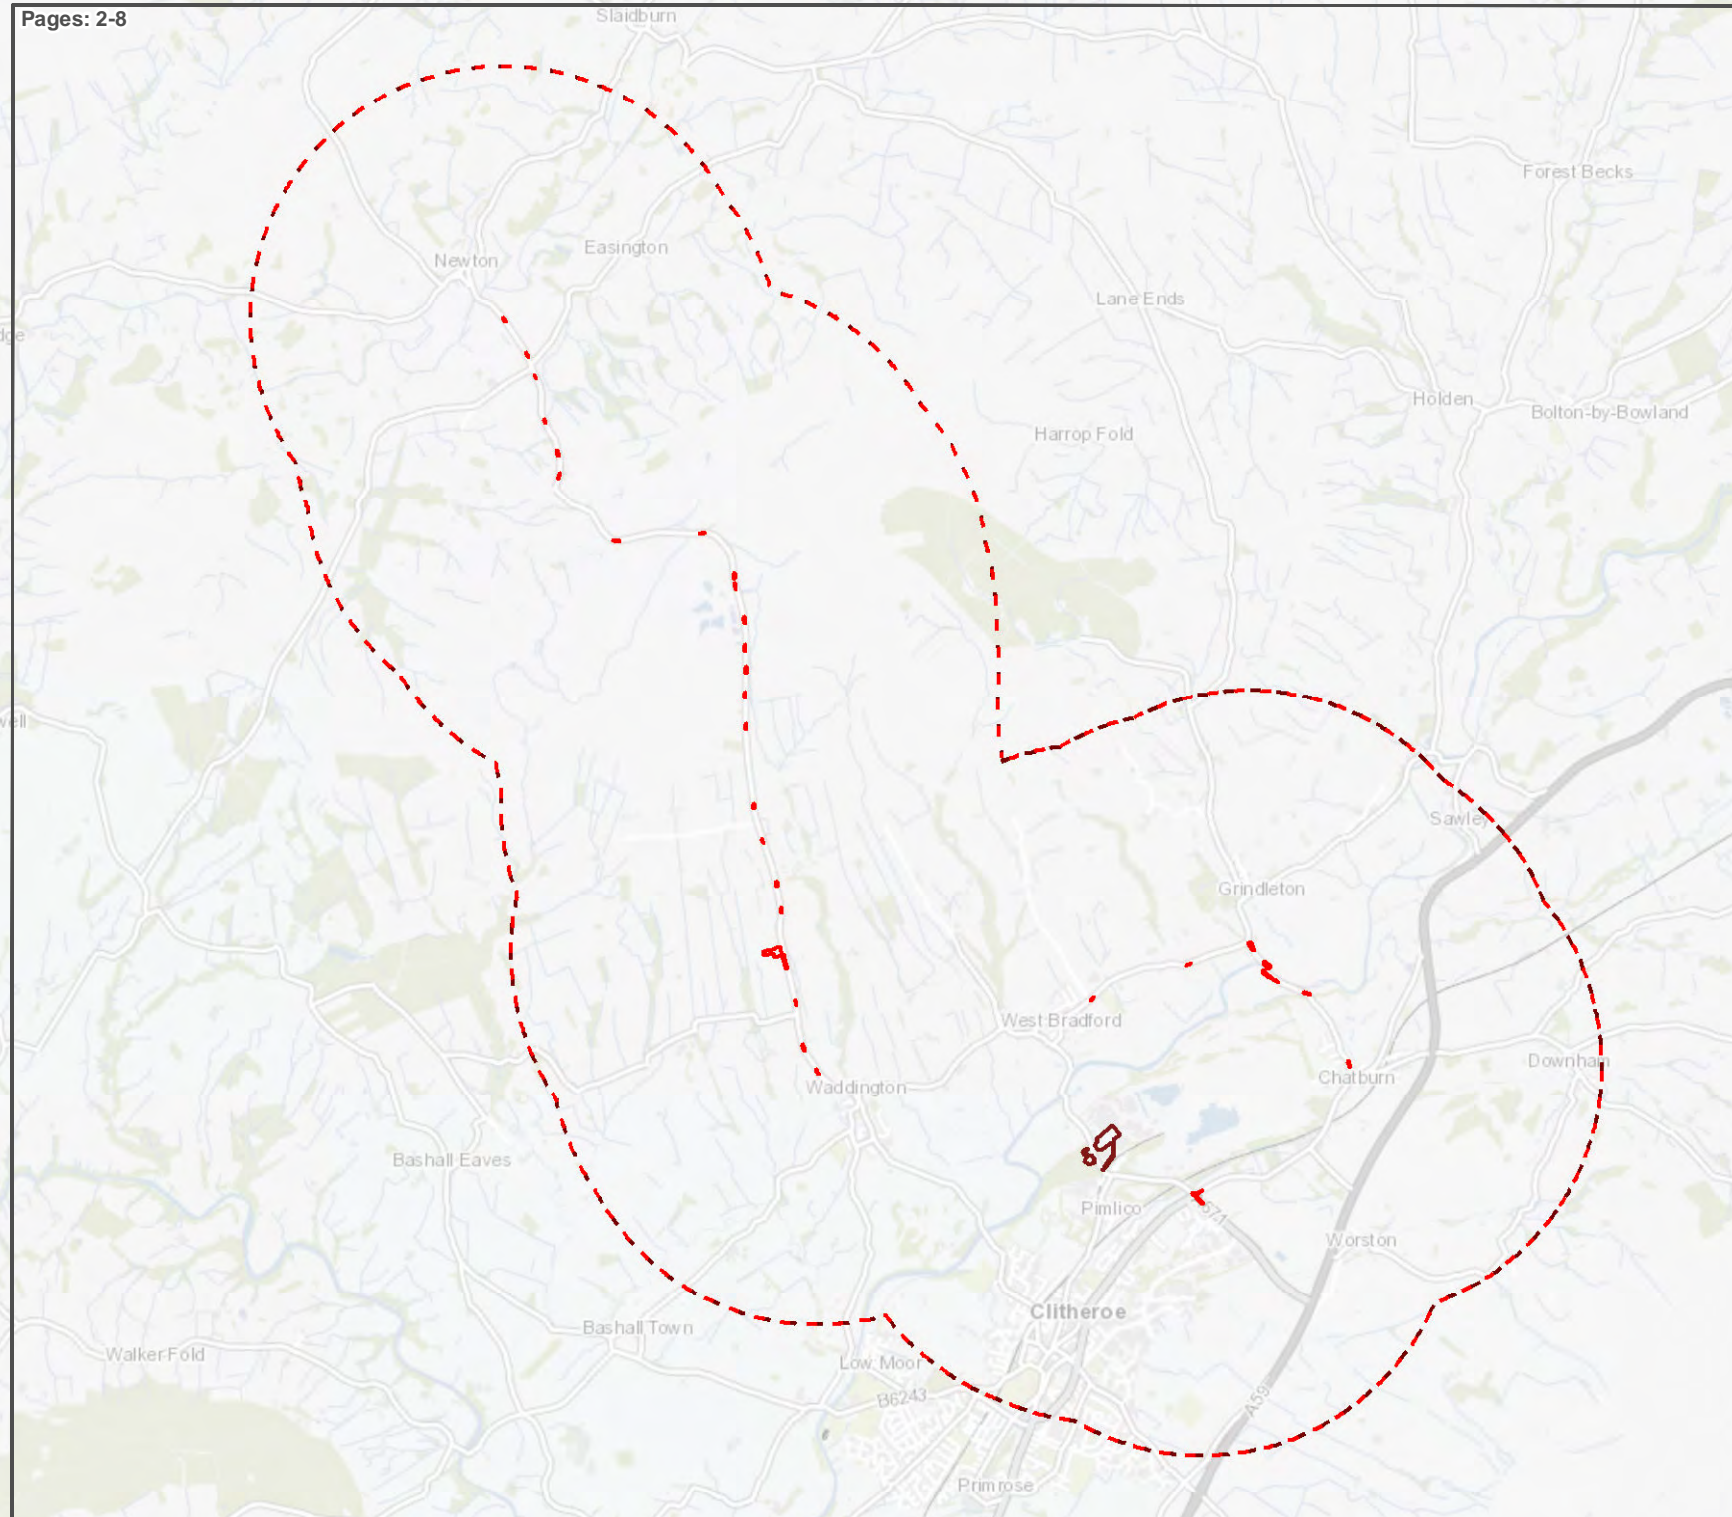 Pages: 2-8
Slaidburn
Forest Becks
Easington
Newton
Lane Ends
Holden
Bolton-by-Bowland
Harrop Fold
Sawley
Grindleton
West Bradford
Downham
Chatburn
Waddington
Bashall Eaves
Pimlico
Worston
Clitheroe
Bashall Town
Walker Fold
Low Moor
B6243
A59
Primrose